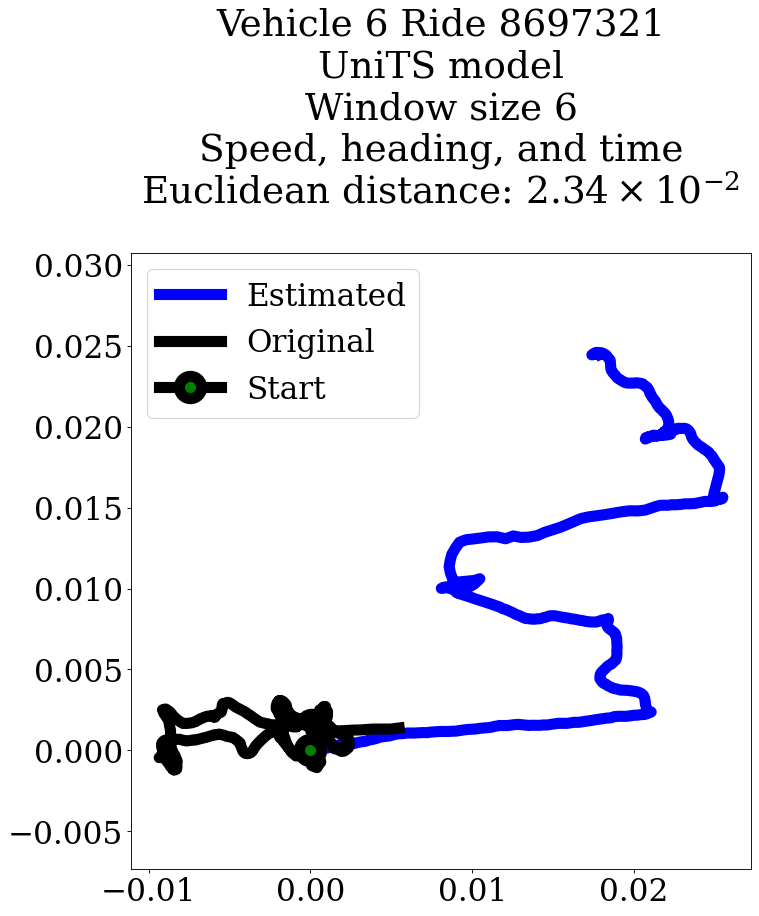 Vehicle 6 Ride 8697321
UniTS model
Window size 6
Speed, heading, and time
Euclidean distance: 2.34 × 10⁻²
0.030
0.025
0.020
0.015
0.010
0.005
0.000
−0.005
Estimated
Original
Start
−0.01 0.00 0.01 0.02